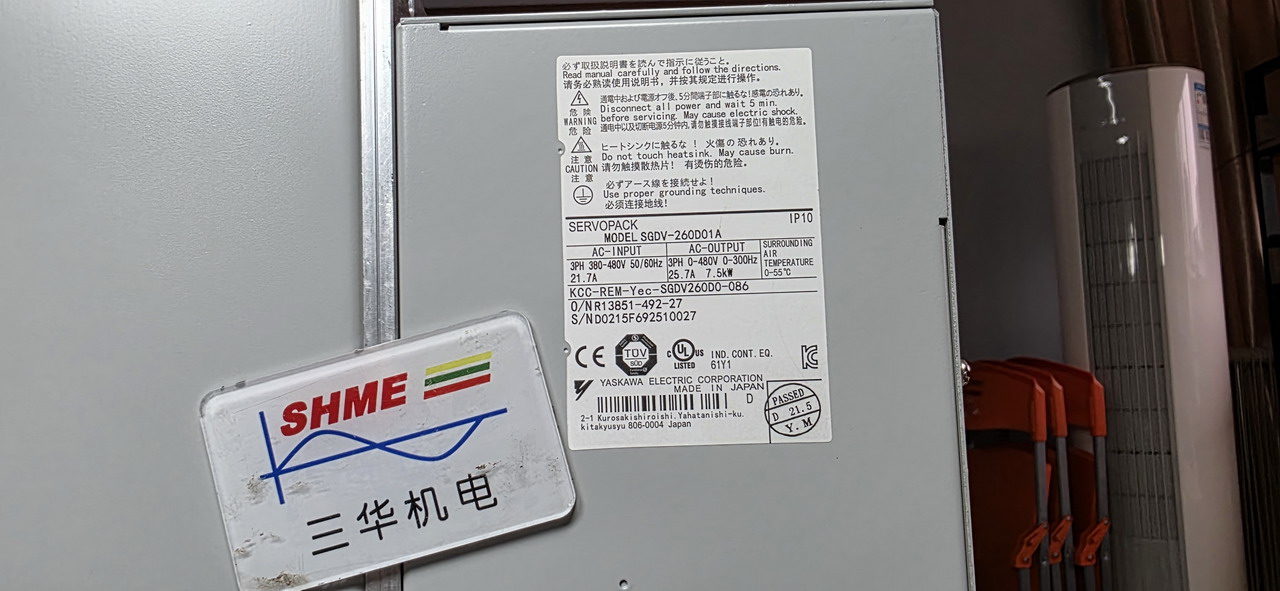 必ず取扱説明書を読んで指示に従うこと。
Read manual carefully and follow the directions.
请务必熟读使用说明书，并按其规定进行操作。
危険
WARNING
危险
通電中および電源オフ後，5分間端子部に触るな！感電の恐れあり。
Disconnect all power and wait 5 min.
before servicing. May cause electric shock.
通电中以及切断电源5分钟内，请勿触摸接线端子部位！有触电的危险。
注意
CAUTION
注意
ヒートシンクに触るな！ 火傷の恐れあり。
Do not touch heatsink. May cause burn.
请勿触摸散热片！ 有烫伤的危险。
必ずアース線を接続せよ！
Use proper grounding techniques.
必须连接地线！
SERVOPACK IP10
MODEL SGDV-260D01A
AC-INPUT AC-OUTPUT
3PH 380-480V 50/60Hz
21.7A
3PH 0-480V 0-300Hz
25.7A 7.5kW
SURROUNDING
AIR
TEMPERATURE
0-55℃
KCC-REM-Yec-SGDV260D0-086
O/N R13851-492-27
S/N D0215F692510027
CE TÜV SÜD C UL US LISTED IND. CONT. EQ.
61Y1
YASKAWA ELECTRIC CORPORATION
MADE IN JAPAN
D
2-1 Kurosakishiroishi. Yahatanishi-ku.
kitakyusyu 806-0004 Japan
PASSED
D 21.5
Y. M
SHME
三华机电